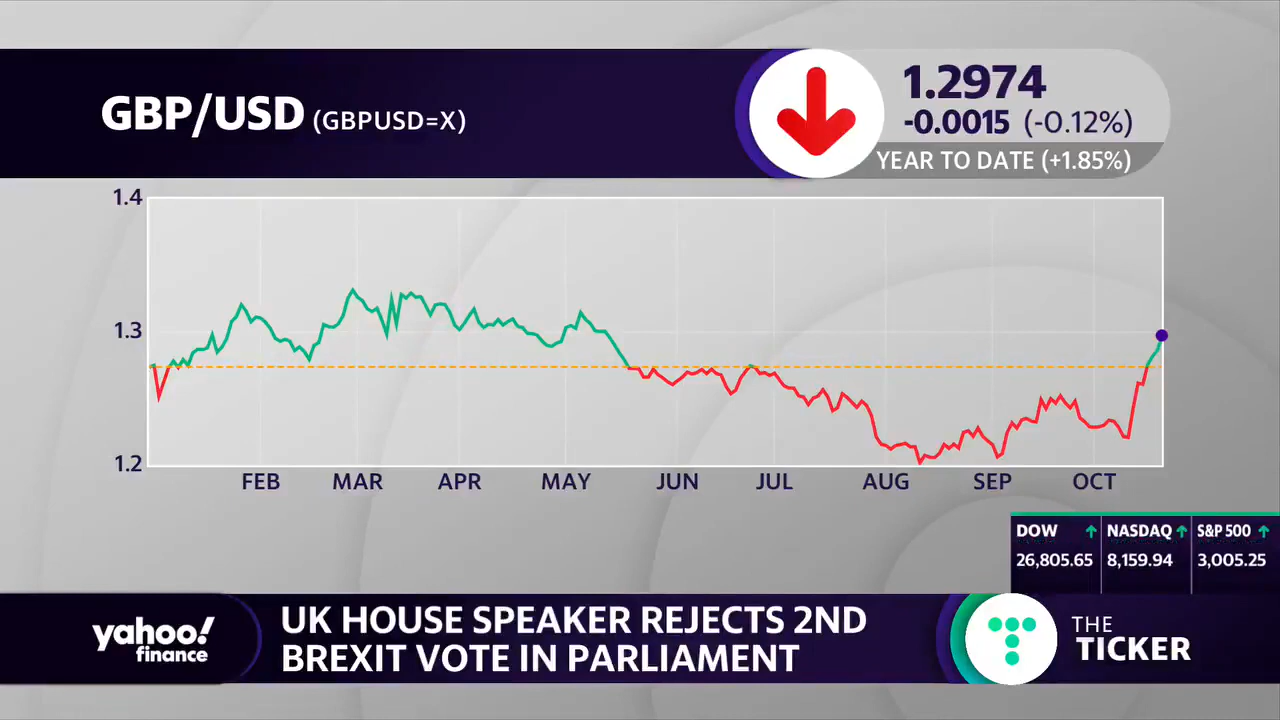 GBP/USD (GBPUSD=X)
1.2974
-0.0015 (-0.12%)
YEAR TO DATE (+1.85%)
1.4
1.3
1.2
FEB MAR APR MAY JUN JUL AUG SEP OCT
DOW NASDAQ S&P 500
26,805.65 8,159.94 3,005.25
yahoo!
finance
UK HOUSE SPEAKER REJECTS 2ND
BREXIT VOTE IN PARLIAMENT
THE
TICKER